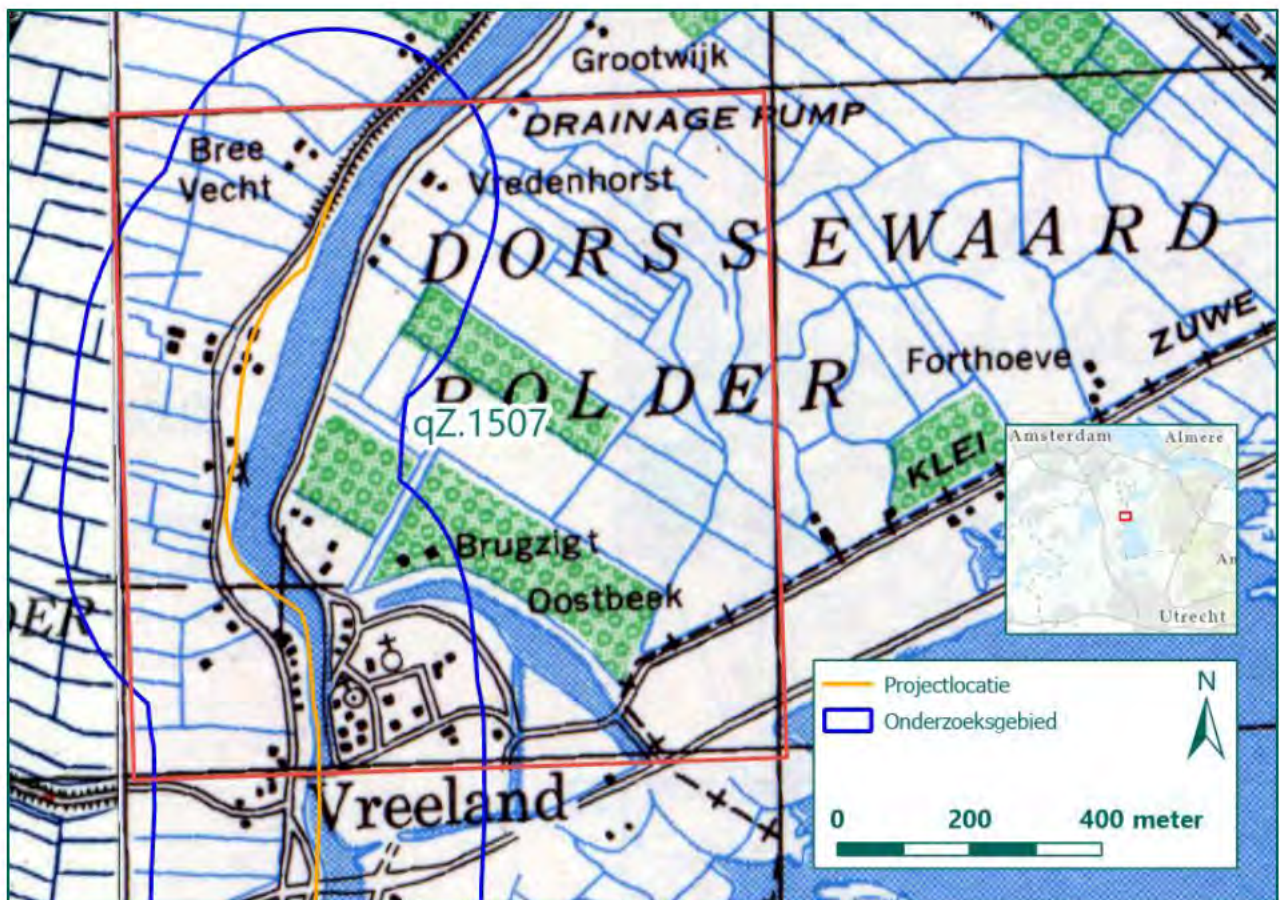 Grootwijk
DRAINAGE PUMP
Bree
Vecht
Vredenhorst
DORSSEWAARD
ZUWE
Forthoeve
POLDER
qZ.1507
KLEI
Amsterdam
Almere
Brugzigt
Oostbeek
DER
Utrecht
Projectlocatie
N
Onderzoeksgebied
Vreeland
0 200 400 meter